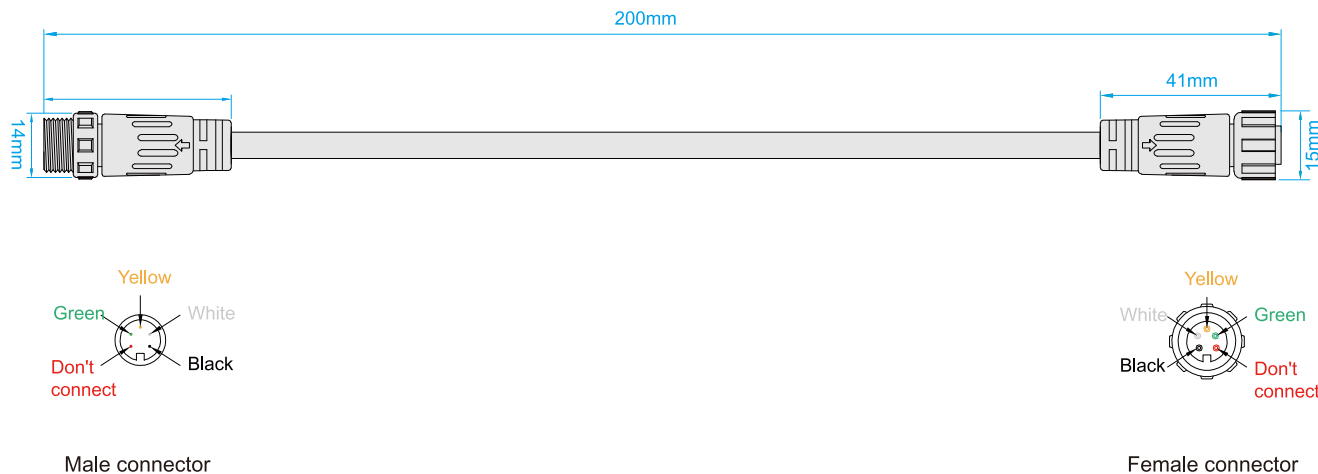 200mm
41mm
14mm
15mm
Yellow
Green
White
Don't
connect
Black
Yellow
White
Green
Black
Don't
connect
Male connector
Female connector